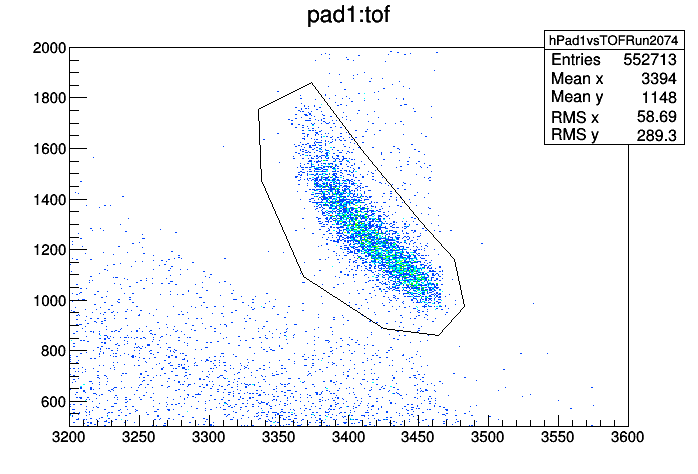 pad1:tof
hPad1vsTOFRun2074
Entries 552713
Mean x 3394
Mean y 1148
RMS x 58.69
RMS y 289.3
2000
1800
1600
1400
1200
1000
800
600
3200 3250 3300 3350 3400 3450 3500 3550 3600